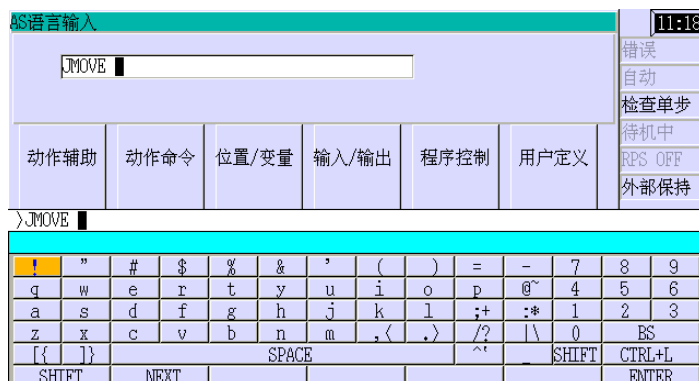 AS语言输入 11:18
JMOVE
错误
自动
检查单步
待机中
RPS OFF
外部保持
动作辅助 动作命令 位置/变量 输入/输出 程序控制 用户定义
>JMOVE
! " # $ % & ' ( ) = - 7 8 9
q w e r t y u i o p @~ 4 5 6
a s d f g h j k l ;+ :* 1 2 3
z x c v b n m ,< .> /? |\ 0 BS
[{ ]} SPACE ^' _ SHIFT CTRL+L
SHIFT NEXT ENTER